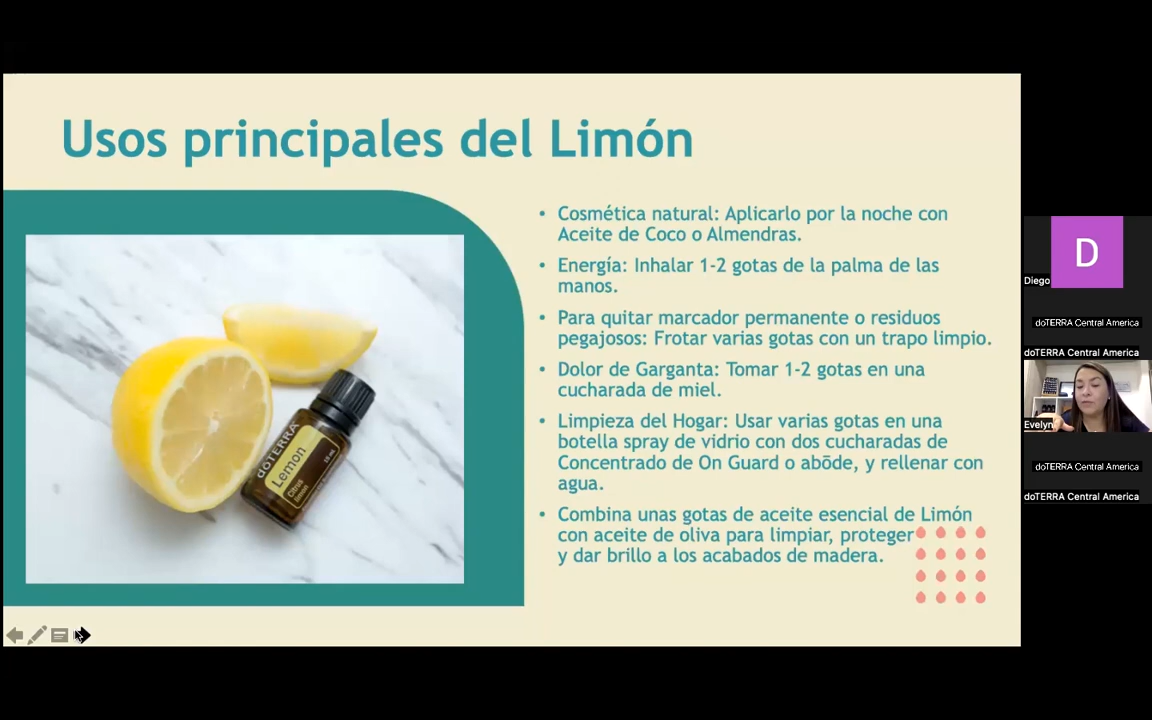 Usos principales del Limón
• Cosmética natural: Aplicarlo por la noche con
Aceite de Coco o Almendras.
• Energía: Inhalar 1-2 gotas de la palma de las
manos.
• Para quitar marcador permanente o residuos
pegajosos: Frotar varias gotas con un trapo limpio.
• Dolor de Garganta: Tomar 1-2 gotas en una
cucharada de miel.
• Limpieza del Hogar: Usar varias gotas en una
botella spray de vidrio con dos cucharadas de
Concentrado de On Guard o abōde, y rellenar con
agua.
• Combina unas gotas de aceite esencial de Limón
con aceite de oliva para limpiar, proteger
y dar brillo a los acabados de madera.
doTERRA
Lemon
Citrus
limon
15 mL
D
Diego
doTERRA Central America
doTERRA Central America
Evelyn
doTERRA Central America
doTERRA Central America